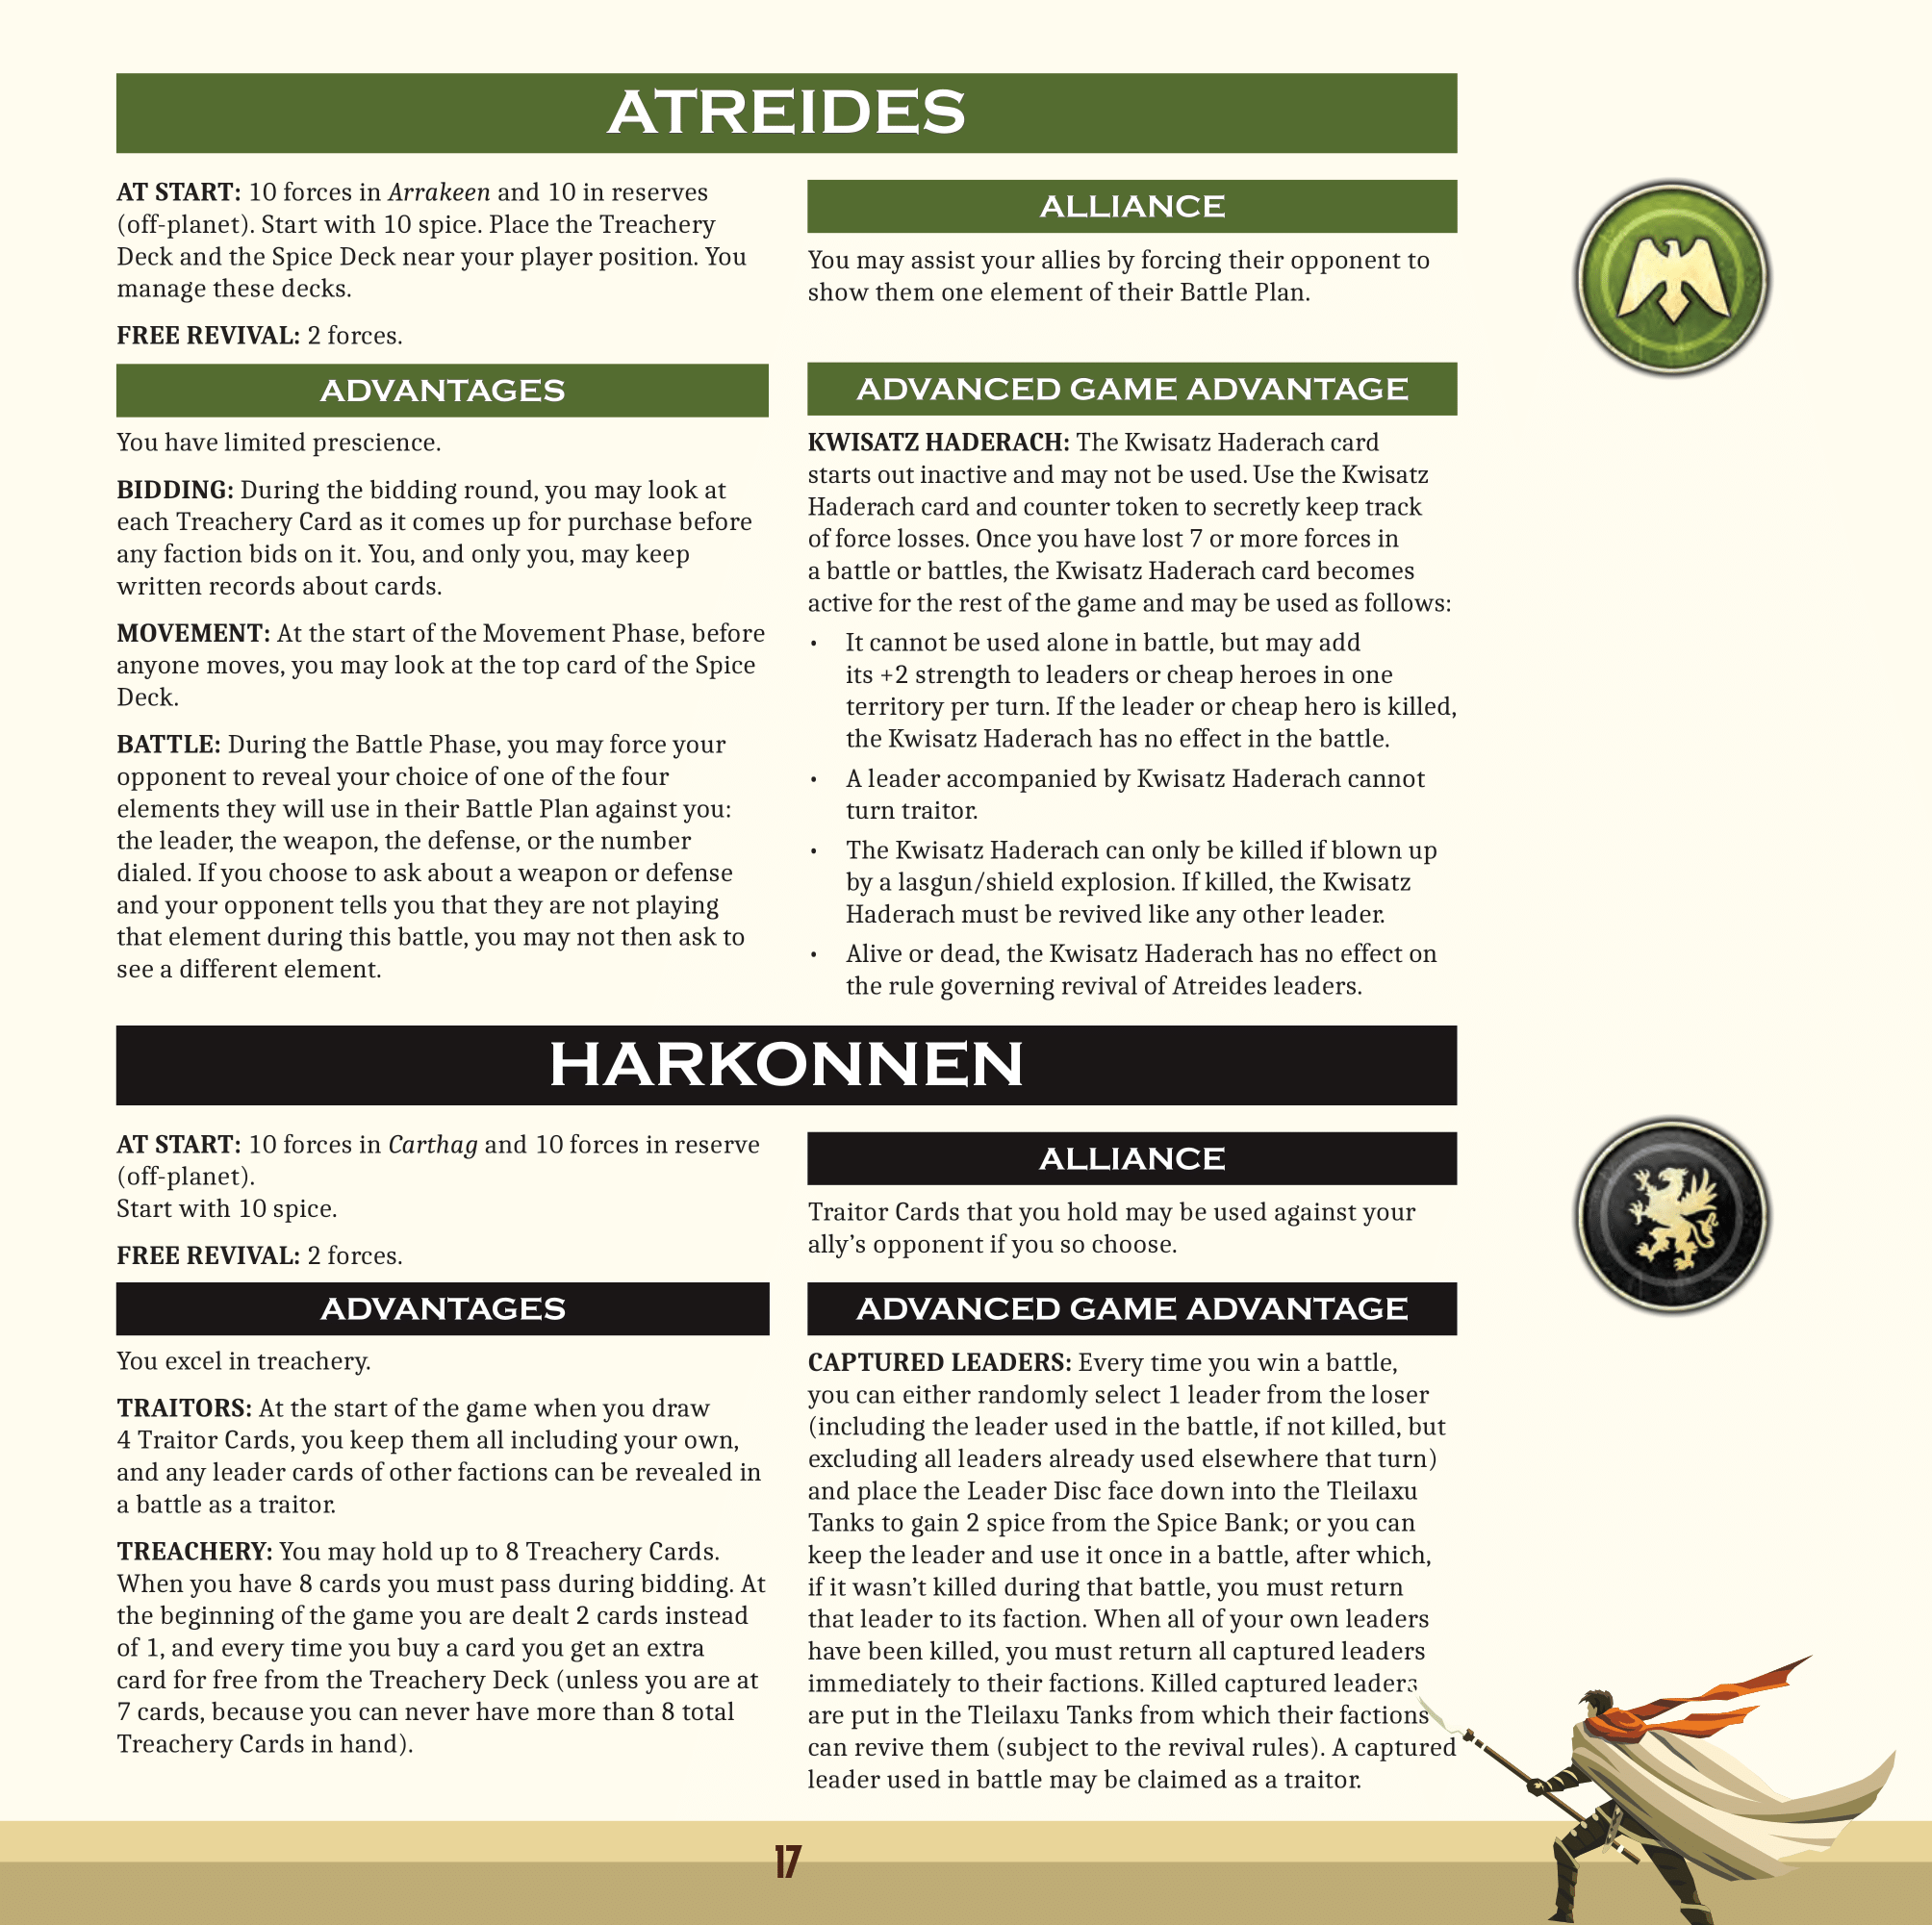 ATREIDES
AT START: 10 forces in Arrakeen and 10 in reserves
(off-planet). Start with 10 spice. Place the Treachery
Deck and the Spice Deck near your player position. You
manage these decks.
FREE REVIVAL: 2 forces.
ADVANTAGES
You have limited prescience.
BIDDING: During the bidding round, you may look at
each Treachery Card as it comes up for purchase before
any faction bids on it. You, and only you, may keep
written records about cards.
MOVEMENT: At the start of the Movement Phase, before
anyone moves, you may look at the top card of the Spice
Deck.
BATTLE: During the Battle Phase, you may force your
opponent to reveal your choice of one of the four
elements they will use in their Battle Plan against you:
the leader, the weapon, the defense, or the number
dialed. If you choose to ask about a weapon or defense
and your opponent tells you that they are not playing
that element during this battle, you may not then ask to
see a different element.
ALLIANCE
You may assist your allies by forcing their opponent to
show them one element of their Battle Plan.
ADVANCED GAME ADVANTAGE
KWISATZ HADERACH: The Kwisatz Haderach card
starts out inactive and may not be used. Use the Kwisatz
Haderach card and counter token to secretly keep track
of force losses. Once you have lost 7 or more forces in
a battle or battles, the Kwisatz Haderach card becomes
active for the rest of the game and may be used as follows:
• It cannot be used alone in battle, but may add
its +2 strength to leaders or cheap heroes in one
territory per turn. If the leader or cheap hero is killed,
the Kwisatz Haderach has no effect in the battle.
• A leader accompanied by Kwisatz Haderach cannot
turn traitor.
• The Kwisatz Haderach can only be killed if blown up
by a lasgun/shield explosion. If killed, the Kwisatz
Haderach must be revived like any other leader.
• Alive or dead, the Kwisatz Haderach has no effect on
the rule governing revival of Atreides leaders.
HARKONNEN
AT START: 10 forces in Carthag and 10 forces in reserve
(off-planet).
Start with 10 spice.
FREE REVIVAL: 2 forces.
ADVANTAGES
You excel in treachery.
TRAITORS: At the start of the game when you draw
4 Traitor Cards, you keep them all including your own,
and any leader cards of other factions can be revealed in
a battle as a traitor.
TREACHERY: You may hold up to 8 Treachery Cards.
When you have 8 cards you must pass during bidding. At
the beginning of the game you are dealt 2 cards instead
of 1, and every time you buy a card you get an extra
card for free from the Treachery Deck (unless you are at
7 cards, because you can never have more than 8 total
Treachery Cards in hand).
ALLIANCE
Traitor Cards that you hold may be used against your
ally’s opponent if you so choose.
ADVANCED GAME ADVANTAGE
CAPTURED LEADERS: Every time you win a battle,
you can either randomly select 1 leader from the loser
(including the leader used in the battle, if not killed, but
excluding all leaders already used elsewhere that turn)
and place the Leader Disc face down into the Tleilaxu
Tanks to gain 2 spice from the Spice Bank; or you can
keep the leader and use it once in a battle, after which,
if it wasn’t killed during that battle, you must return
that leader to its faction. When all of your own leaders
have been killed, you must return all captured leaders
immediately to their factions. Killed captured leaders
are put in the Tleilaxu Tanks from which their factions
can revive them (subject to the revival rules). A captured
leader used in battle may be claimed as a traitor.
17